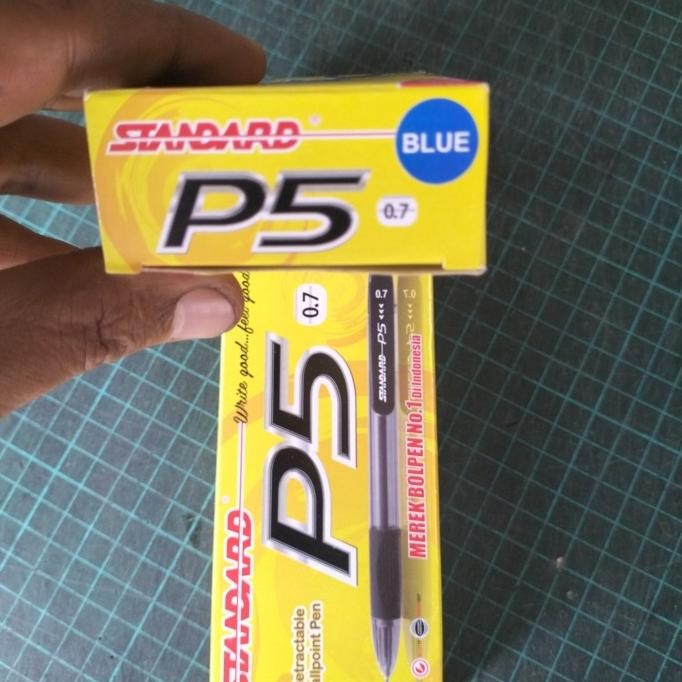 STANDARD
BLUE
P5
0.7
Write good...feel good
0.7
P5
STANDARD
etractable
allpoint Pen
0.7
STANDARD P5
MEREK BOLPEN No.1 Di Indonesia